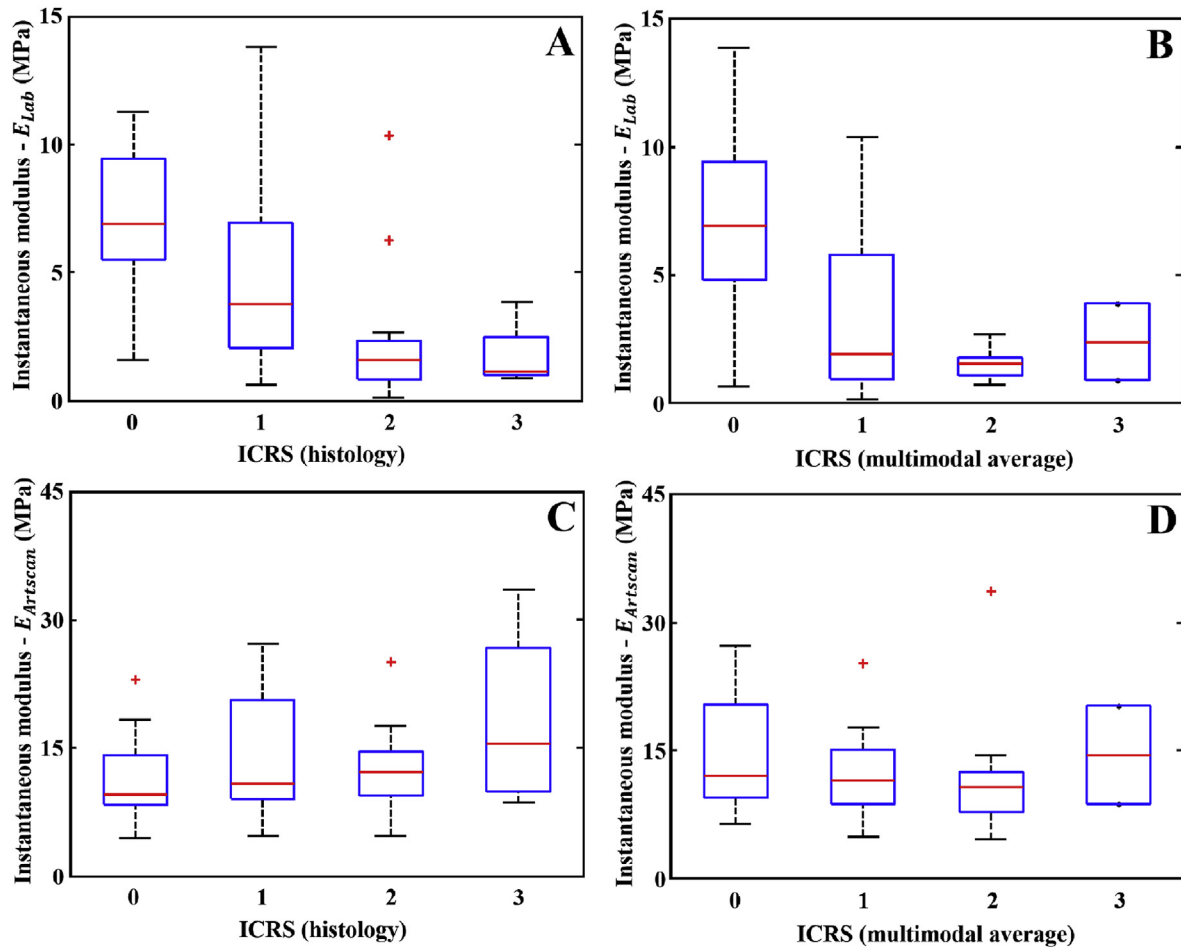 A
Instantaneous modulus - E_Lab (MPa)
15
10
5
0
0 1 2 3
ICRS (histology)
B
Instantaneous modulus - E_Lab (MPa)
15
10
5
0
0 1 2 3
ICRS (multimodal average)
C
Instantaneous modulus - E_Artscan (MPa)
45
30
15
0
0 1 2 3
ICRS (histology)
D
Instantaneous modulus - E_Artscan (MPa)
45
30
15
0
0 1 2 3
ICRS (multimodal average)